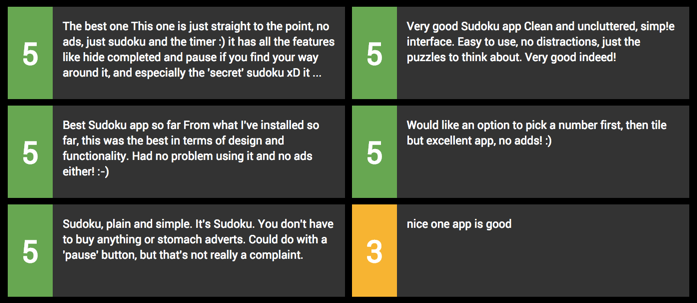 5
The best one This one is just straight to the point, no
ads, just sudoku and the timer :) it has all the features
like hide completed and pause if you find your way
around it, and especially the 'secret' sudoku xD it ...
5
Very good Sudoku app Clean and uncluttered, simp!e
interface. Easy to use, no distractions, just the
puzzles to think about. Very good indeed!
5
Best Sudoku app so far From what I've installed so
far, this was the best in terms of design and
functionality. Had no problem using it and no ads
either! :-)
5
Would like an option to pick a number first, then tile
but excellent app, no adds! :)
5
Sudoku, plain and simple. It's Sudoku. You don't have
to buy anything or stomach adverts. Could do with a
'pause' button, but that's not really a complaint.
3
nice one app is good